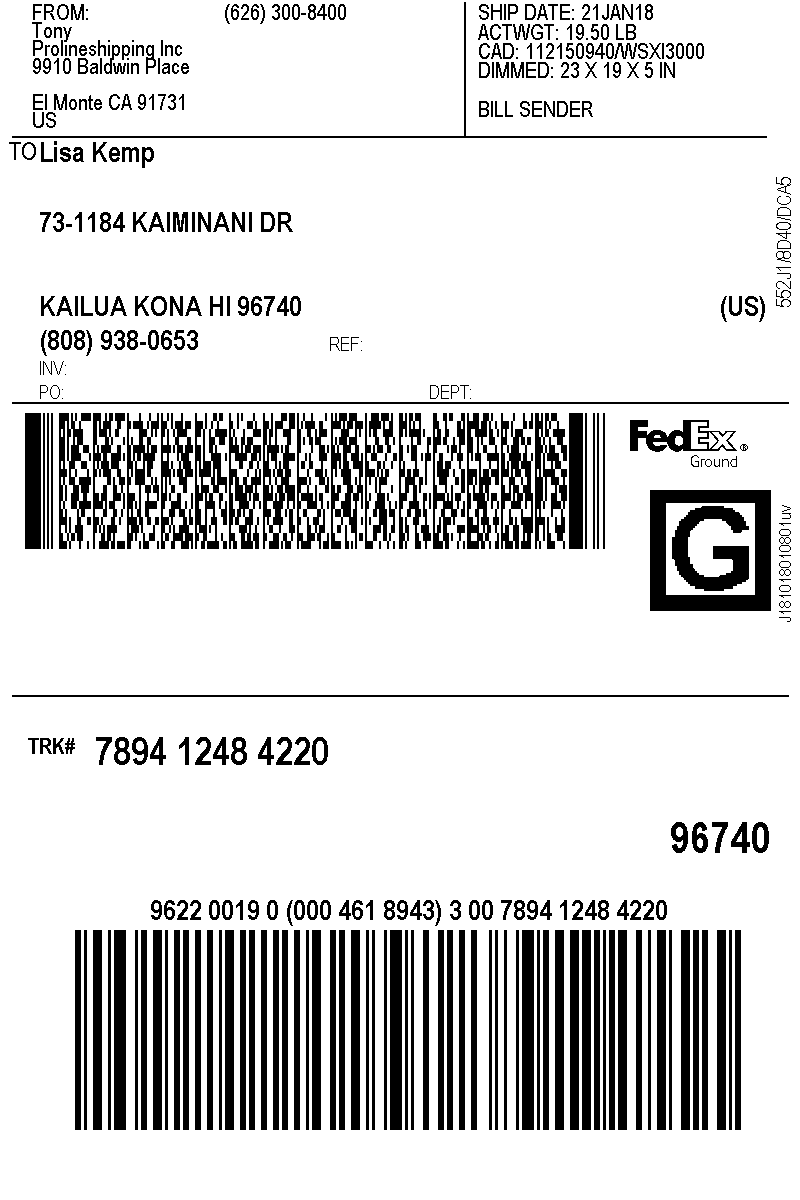 FROM: (626) 300-8400
Tony
Prolineshipping Inc
9910 Baldwin Place
El Monte CA 91731
US
SHIP DATE: 21JAN18
ACTWGT: 19.50 LB
CAD: 112150940/WSXI3000
DIMMED: 23 X 19 X 5 IN
BILL SENDER
TO Lisa Kemp
73-1184 KAIMINANI DR
KAILUA KONA HI 96740 (US)
(808) 938-0653 REF:
INV:
PO: DEPT:
552J1/8D40/DCA5
FedEx ®
Ground
G
J181018010801uv
TRK# 7894 1248 4220
96740
9622 0019 0 (000 461 8943) 3 00 7894 1248 4220